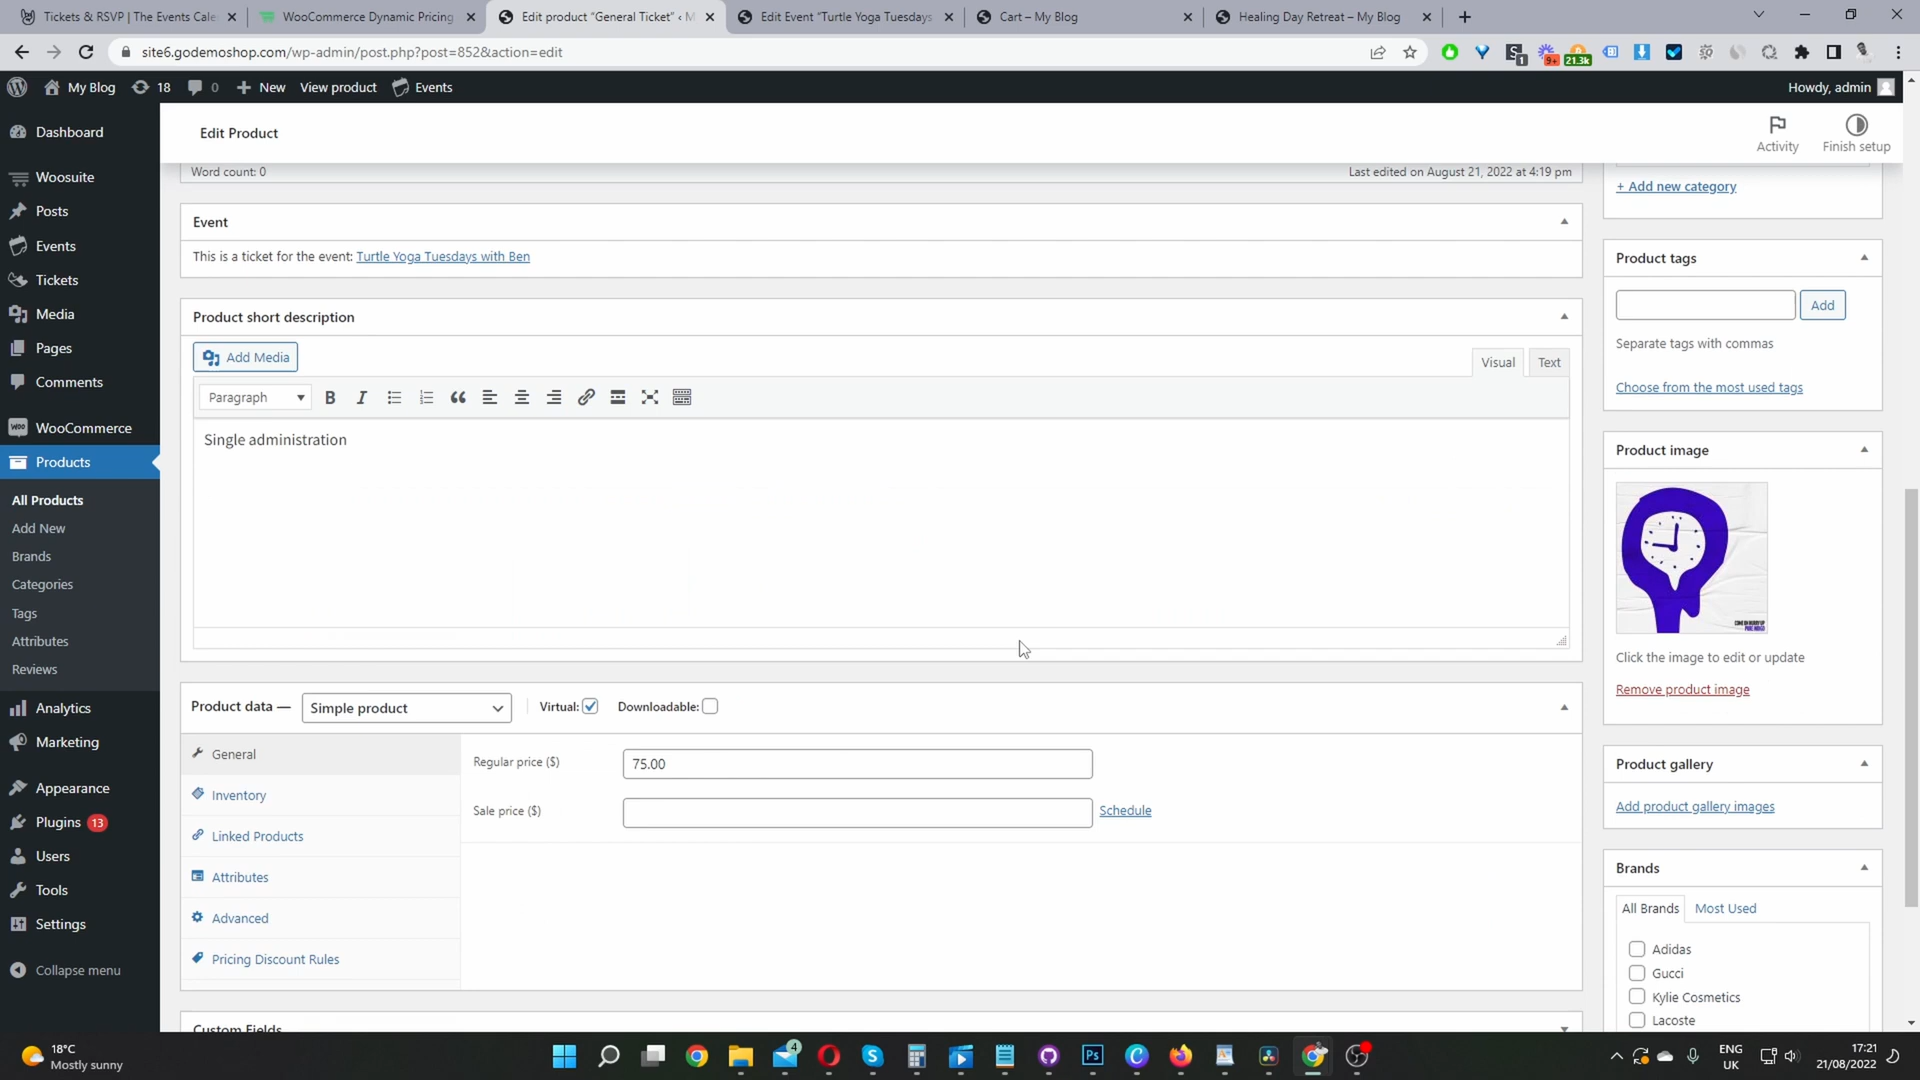 Tickets & RSVP | The Events Cale
WooCommerce Dynamic Pricing
Edit product “General Ticket” ‹ M
Edit Event “Turtle Yoga Tuesdays
Cart – My Blog
Healing Day Retreat – My Blog
site6.godemoshop.com/wp-admin/post.php?post=852&action=edit
1
9+
21.3k
My Blog
18
0
New
View product
Events
Howdy, admin
Dashboard
Woosuite
Posts
Events
Tickets
Media
Pages
Comments
WooCommerce
Products
All Products
Add New
Brands
Categories
Tags
Attributes
Reviews
Analytics
Marketing
Appearance
Plugins 13
Users
Tools
Settings
Collapse menu
Edit Product
Activity
Finish setup
Word count: 0
Last edited on August 21, 2022 at 4:19 pm
Event
This is a ticket for the event: Turtle Yoga Tuesdays with Ben
Product short description
Add Media
Visual
Text
Paragraph
Single administration
Product data —
Simple product
Virtual:
Downloadable:
General
Inventory
Linked Products
Attributes
Advanced
Pricing Discount Rules
Regular price ($)
75.00
Sale price ($)
Schedule
Custom Fields
+ Add new category
Product tags
Add
Separate tags with commas
Choose from the most used tags
Product image
Click the image to edit or update
Remove product image
Product gallery
Add product gallery images
Brands
All Brands
Most Used
Adidas
Gucci
Kylie Cosmetics
Lacoste
18°C
Mostly sunny
4
Ps
ENG
UK
17:21
21/08/2022